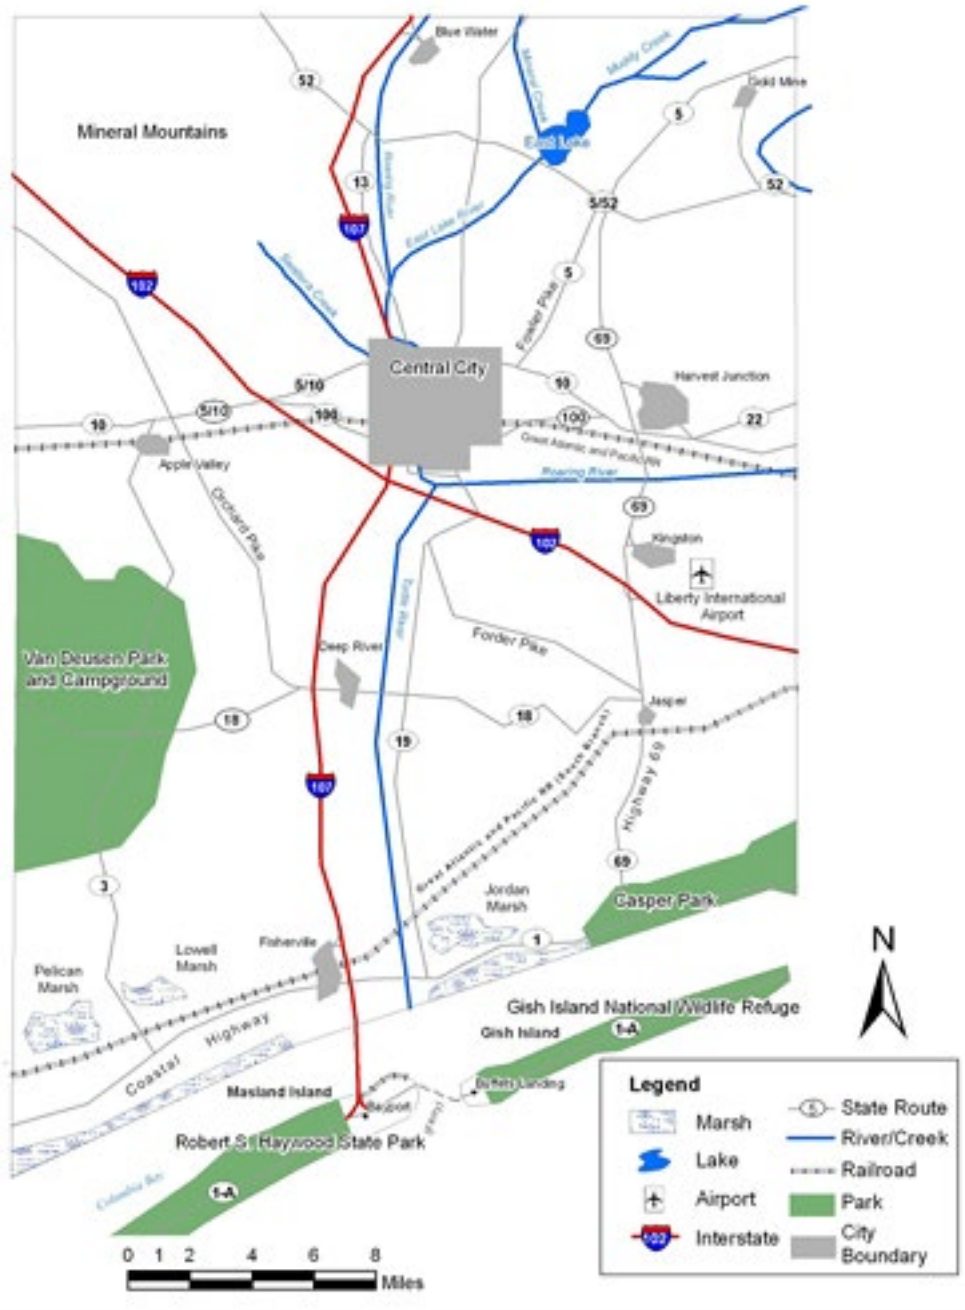 Blue Water
52
Mineral Creek
Muddy Creek
Gold Mine
5
Mineral Mountains
East Lake
13
Roaring River
52
5/52
107
East Lake River
5
102
Fowler Pike
69
Central City
Harvest Junction
5/10
10
5/10
100
100
22
10
Great Atlantic and Pacific RR
Apple Valley
Roaring River
Orchard Pike
69
102
Kingston
Liberty International
Airport
Turtle River
Forder Pike
Deep River
Van Deusen Park
and Campground
Jasper
18
18
19
Highway 69
107
Great Atlantic and Pacific RR (South Branch)
69
3
Jordan
Marsh
Casper Park
Fisherville
1
Lowell
Marsh
Pelican
Marsh
N
Gish Island National Wildlife Refuge
1-A
Gish Island
Coastal Highway
Buffets Landing
Masland Island
Bayport
Robert S. Haywood State Park
1-A
Columbia Bay
0 1 2 4 6 8
Miles
Legend
Marsh
Lake
Airport
102
Interstate
5
State Route
River/Creek
Railroad
Park
City
Boundary